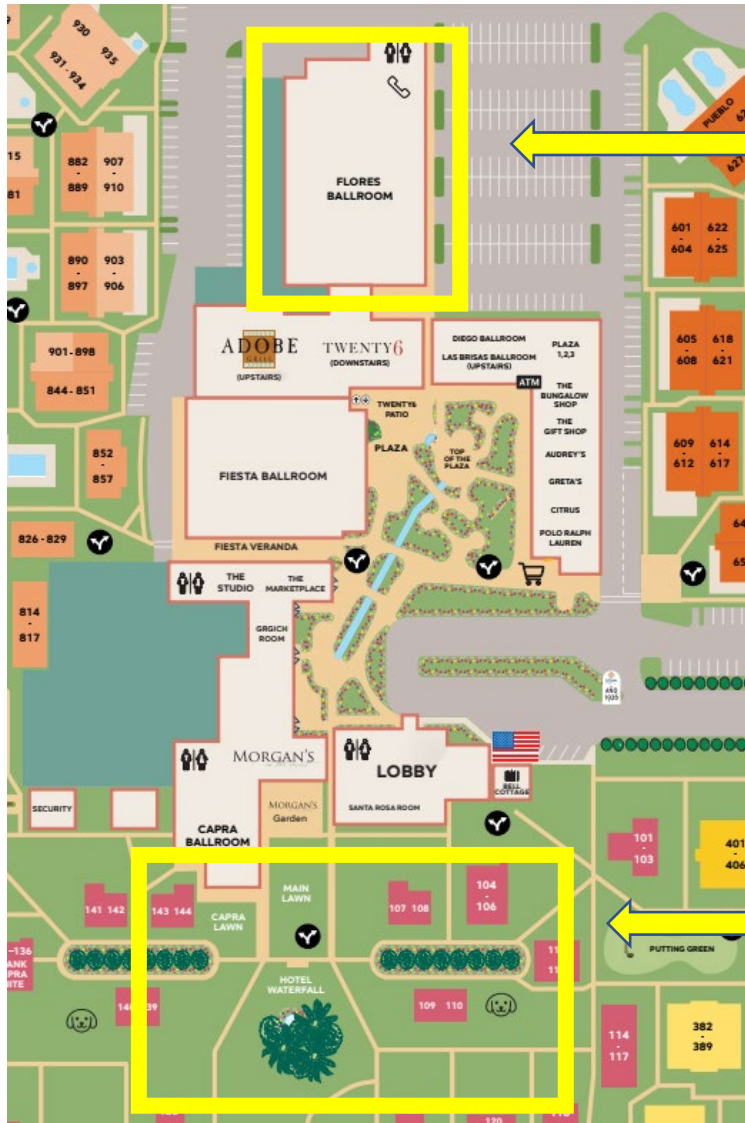 930
935
931-934
15
81
882
-
889
907
-
910
890
-
897
903
-
906
901-898
844-851
852
-
857
826-829
814
-
817
FLORES
BALLROOM
PUEBLO
627
601
-
604
622
-
625
605
-
608
618
-
621
609
-
612
614
-
617
ADOBE
GRILL
(UPSTAIRS)
TWENTY6
(DOWNSTAIRS)
DIEGO BALLROOM
LAS BRISAS BALLROOM
(UPSTAIRS)
PLAZA
1,2,3
ATM
THE
BUNGALOW
SHOP
THE
GIFT SHOP
AUDREY'S
GRETA'S
CITRUS
POLO RALPH
LAUREN
TWENTY6
PATIO
PLAZA
TOP
OF THE
PLAZA
FIESTA BALLROOM
FIESTA VERANDA
THE
STUDIO
THE
MARKETPLACE
GRGICH
ROOM
MORGAN'S
AÑO
1926
LOBBY
SANTA ROSA ROOM
BELL
COTTAGE
SECURITY
CAPRA
BALLROOM
MORGAN'S
Garden
101
-
103
401
-
406
141 142
143 144
CAPRA
LAWN
MAIN
LAWN
107 108
104
-
106
-136
HOTEL
WATERFALL
109 110
PUTTING GREEN
114
-
117
382
-
389
120